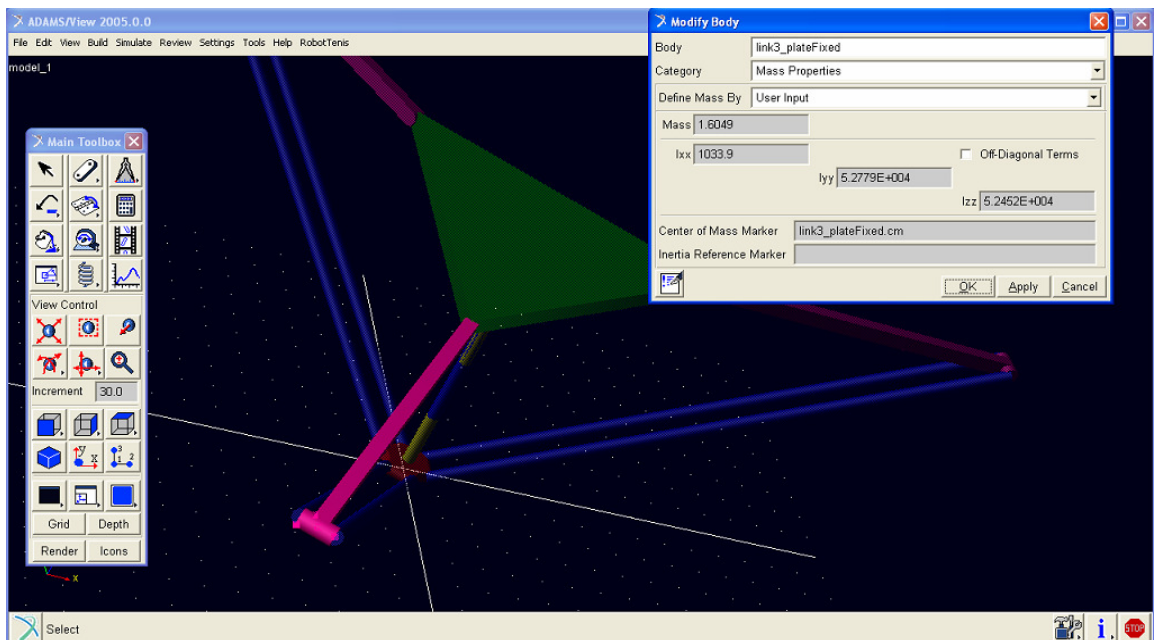 ADAMS/View 2005.0.0
File Edit View Build Simulate Review Settings Tools Help RobotTenis
model_1
Main Toolbox
View Control
Increment 30.0
Grid Depth
Render Icons
x
Modify Body
Body link3_plateFixed
Category Mass Properties
Define Mass By User Input
Mass 1.6049
Ixx 1033.9 Off-Diagonal Terms
Iyy 5.2779E+004
Izz 5.2452E+004
Center of Mass Marker link3_plateFixed.cm
Inertia Reference Marker
OK Apply Cancel
Select
STOP